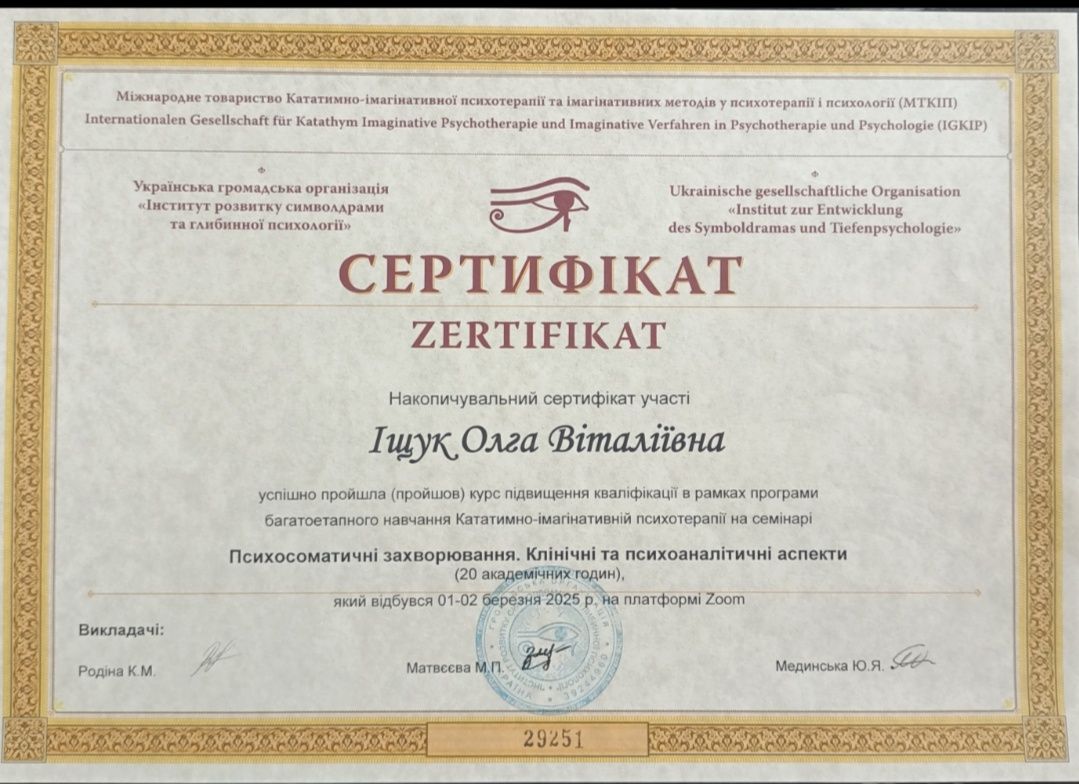 Міжнародне товариство Кататимно-імагінативної психотерапії та імагінативних методів у психотерапії і психології (МТКІП)
Internationalen Gesellschaft für Katathym Imaginative Psychotherapie und Imaginative Verfahren in Psychotherapie und Psychologie (IGKIP)
Українська громадська організація
«Інститут розвитку символдрами
та глибинної психології»
Ukrainische gesellschaftliche Organisation
«Institut zur Entwicklung
des Symboldramas und Tiefenpsychologie»
СЕРТИФІКАТ
ZERTIFIKAT
Накопичувальний сертифікат участі
Іщук Олга Віталіївна
успішно пройшла (пройшов) курс підвищення кваліфікації в рамках програми
багатоетапного навчання Кататимно-імагінативній психотерапії на семінарі
Психосоматичні захворювання. Клінічні та психоаналітичні аспекти
(20 академічних годин),
який відбувся 01-02 березня 2025 р. на платформі Zoom
Викладачі:
Родіна К.М.
Матвєєва М.П.
Мединська Ю.Я.
29251